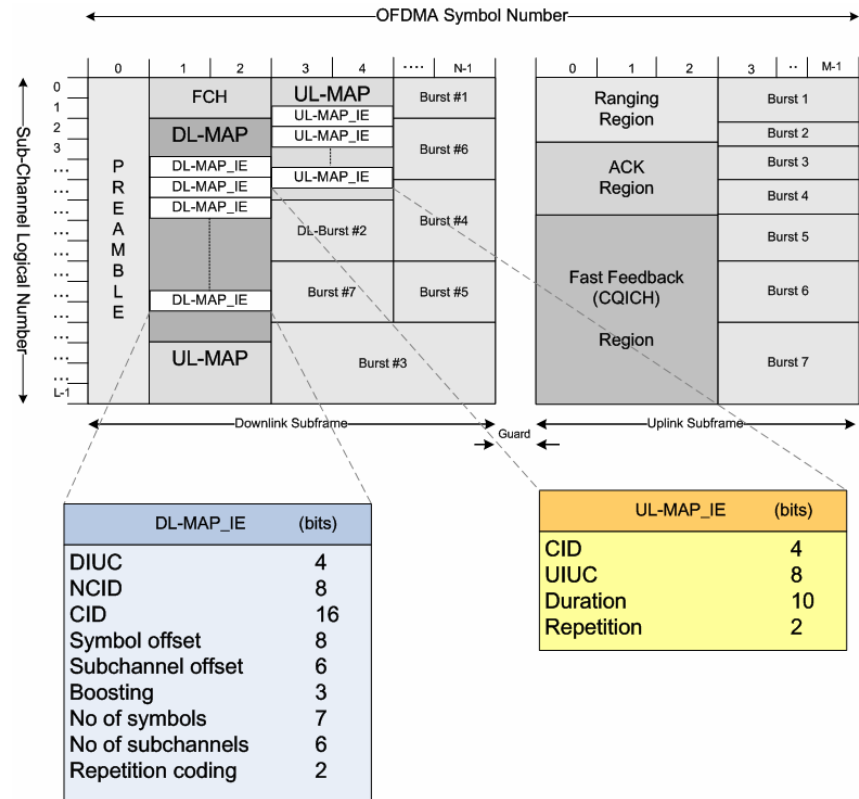 OFDMA Symbol Number
0 1 2 3 4 .... N-1
0 1 2 3 .. M-1
Sub-Channel Logical Number
0
1
2
3
...
...
...
...
...
...
...
...
...
...
...
L-1
PREAMBLE
FCH
DL-MAP
DL-MAP_IE
DL-MAP_IE
DL-MAP_IE
DL-MAP_IE
UL-MAP
UL-MAP
UL-MAP_IE
UL-MAP_IE
UL-MAP_IE
DL-Burst #2
Burst #7
Burst #3
Burst #1
Burst #6
Burst #4
Burst #5
Ranging
Region
ACK
Region
Fast Feedback
(CQICH)
Region
Burst 1
Burst 2
Burst 3
Burst 4
Burst 5
Burst 6
Burst 7
Downlink Subframe
Guard
Uplink Subframe
DL-MAP_IE (bits)
DIUC 4
NCID 8
CID 16
Symbol offset 8
Subchannel offset 6
Boosting 3
No of symbols 7
No of subchannels 6
Repetition coding 2
UL-MAP_IE (bits)
CID 4
UIUC 8
Duration 10
Repetition 2